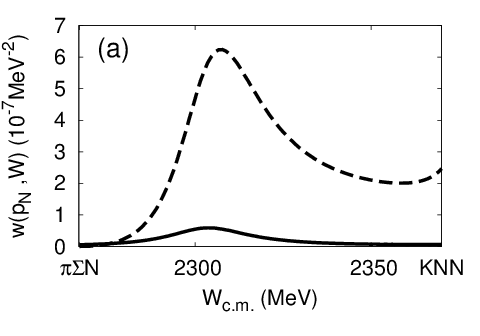 (a)
w(p_N,W) (10^-7 MeV^-2)
7
6
5
4
3
2
1
0
πΣN 2300 2350 KNN
W_c.m. (MeV)